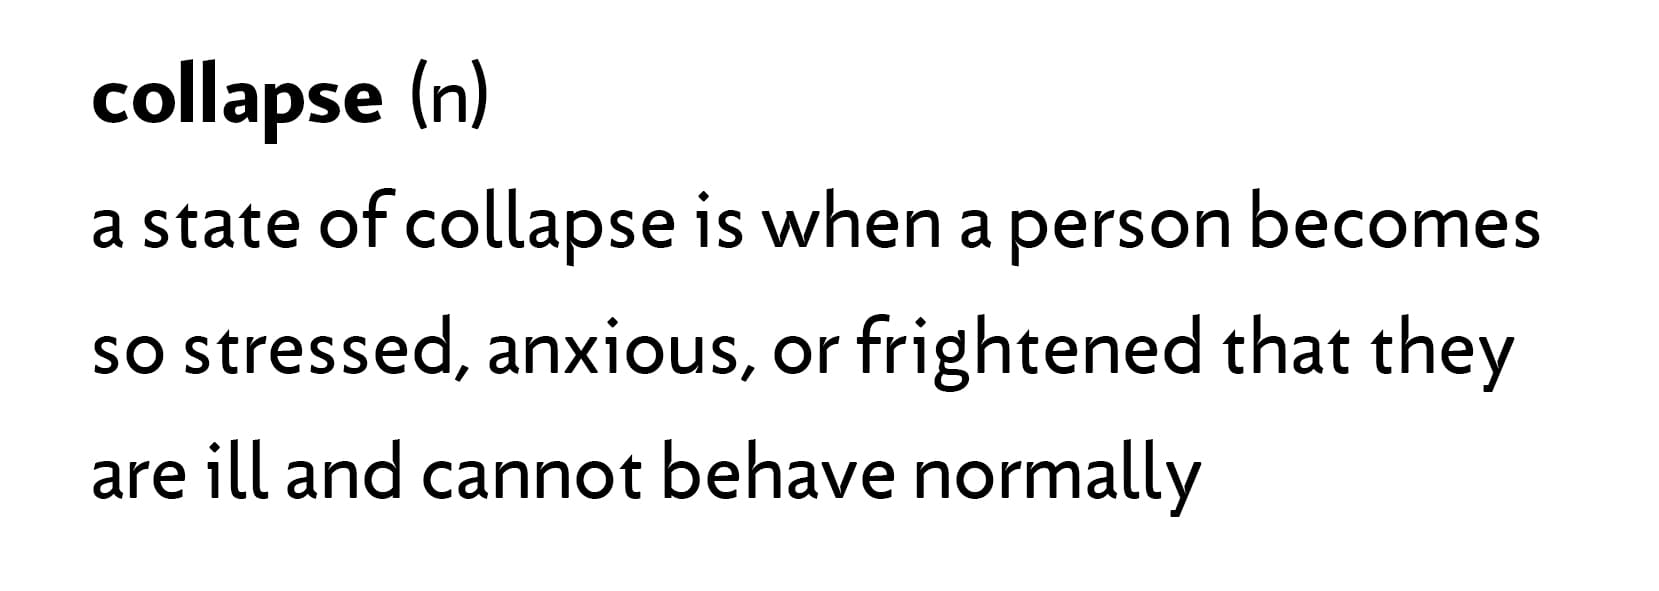 collapse (n)
a state of collapse is when a person becomes
so stressed, anxious, or frightened that they
are ill and cannot behave normally